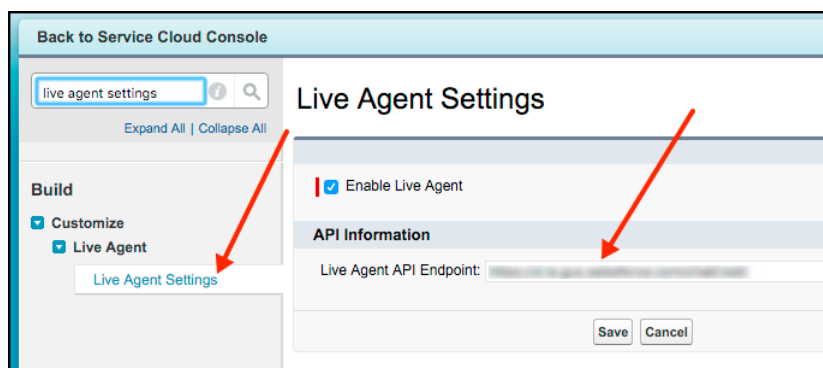 Back to Service Cloud Console
live agent settings
Expand All | Collapse All
Build
Customize
Live Agent
Live Agent Settings
Live Agent Settings
Enable Live Agent
API Information
Live Agent API Endpoint:
Save Cancel